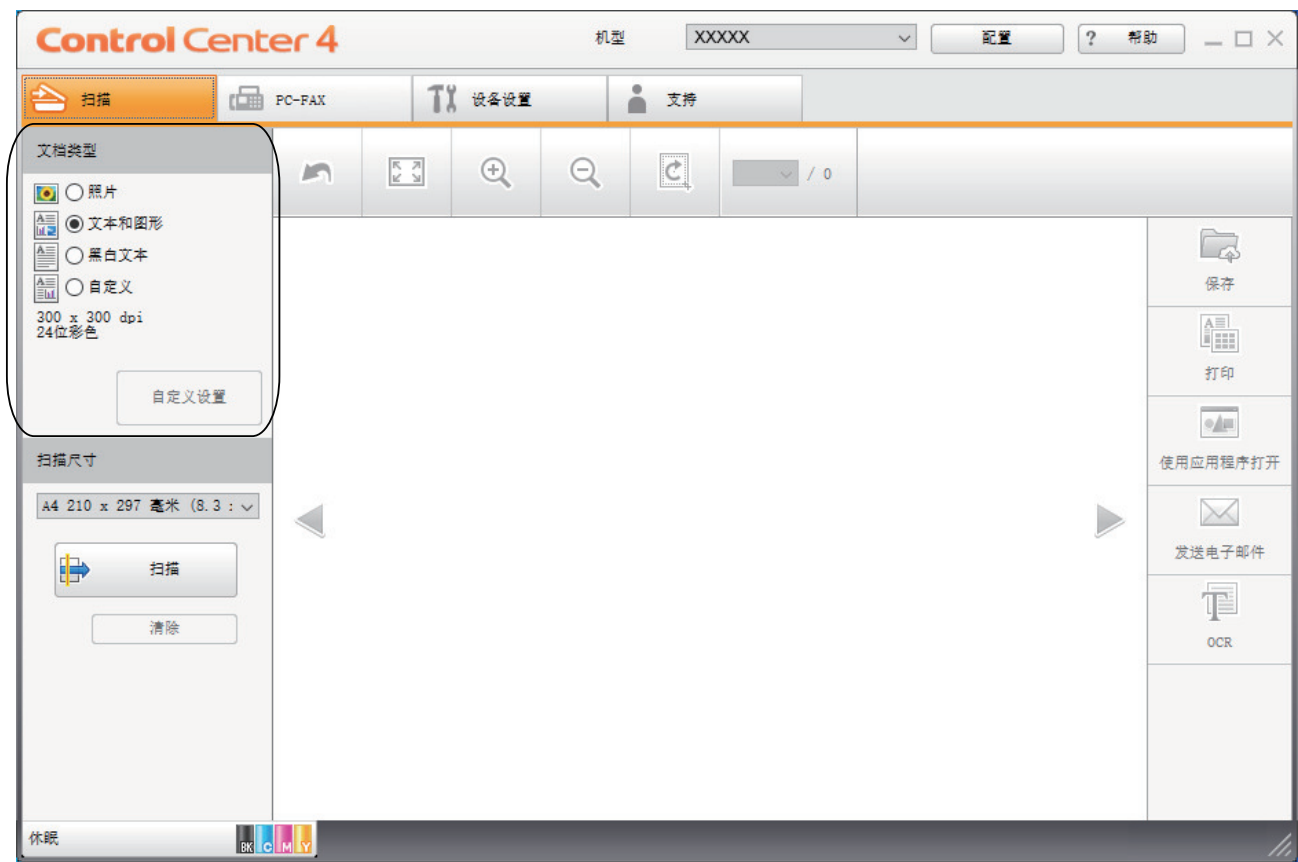 Control Center 4
机型
XXXXX
配置
? 帮助
扫描
PC-FAX
设备设置
支持
文档类型
照片
文本和图形
黑白文本
自定义
300 x 300 dpi
24位彩色
自定义设置
/ 0
扫描尺寸
A4 210 x 297 毫米 (8.3 :
扫描
清除
保存
打印
使用应用程序打开
发送电子邮件
OCR
休眠
BK C M Y